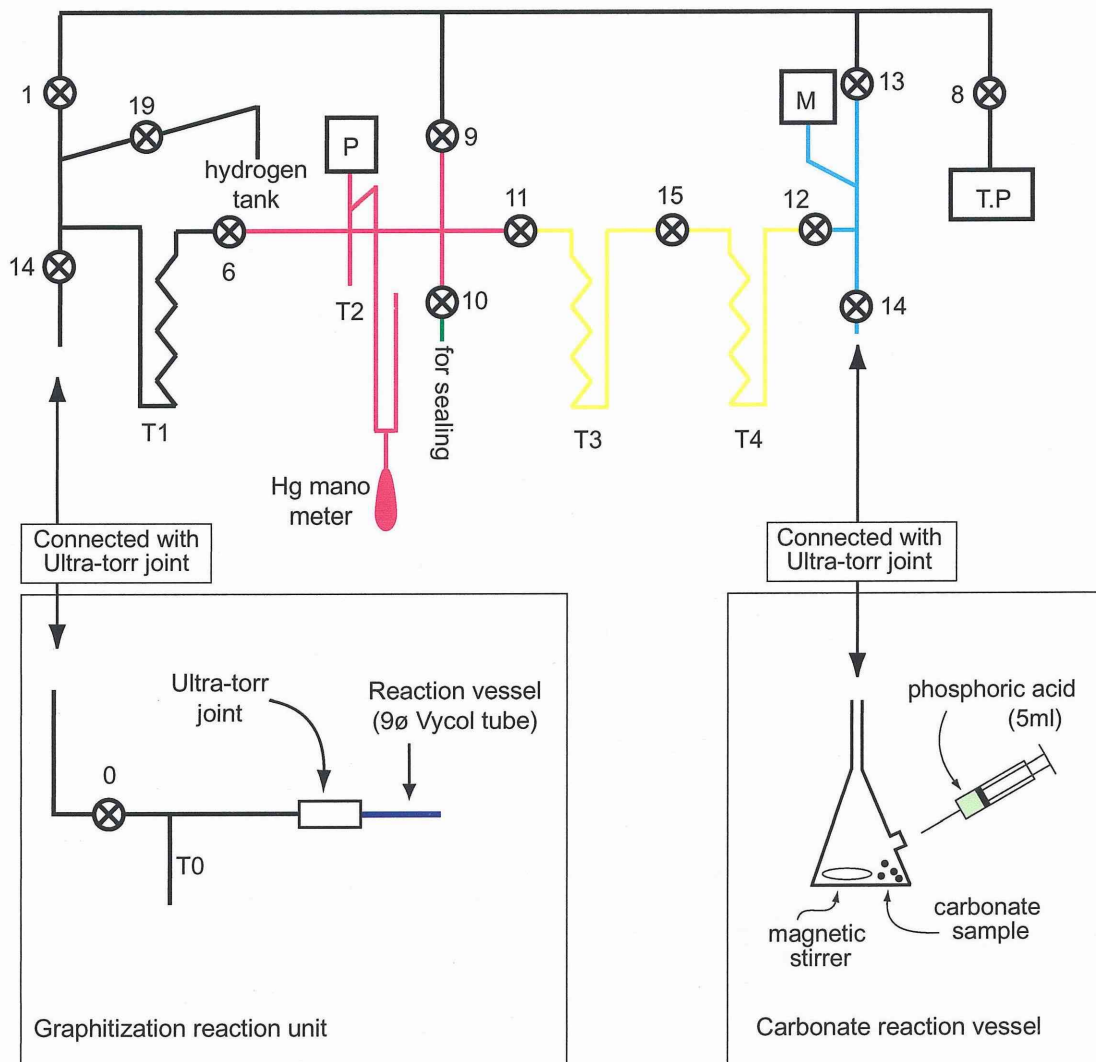 1
19
hydrogen
tank
P
9
M
13
8
T.P
11
15
12
14
6
T2
10
14
for sealing
T1
T3
T4
Hg mano
meter
Connected with
Ultra-torr joint
Connected with
Ultra-torr joint
Ultra-torr
joint
Reaction vessel
(9ø Vycol tube)
0
T0
Graphitization reaction unit
phosphoric acid
(5ml)
magnetic
stirrer
carbonate
sample
Carbonate reaction vessel